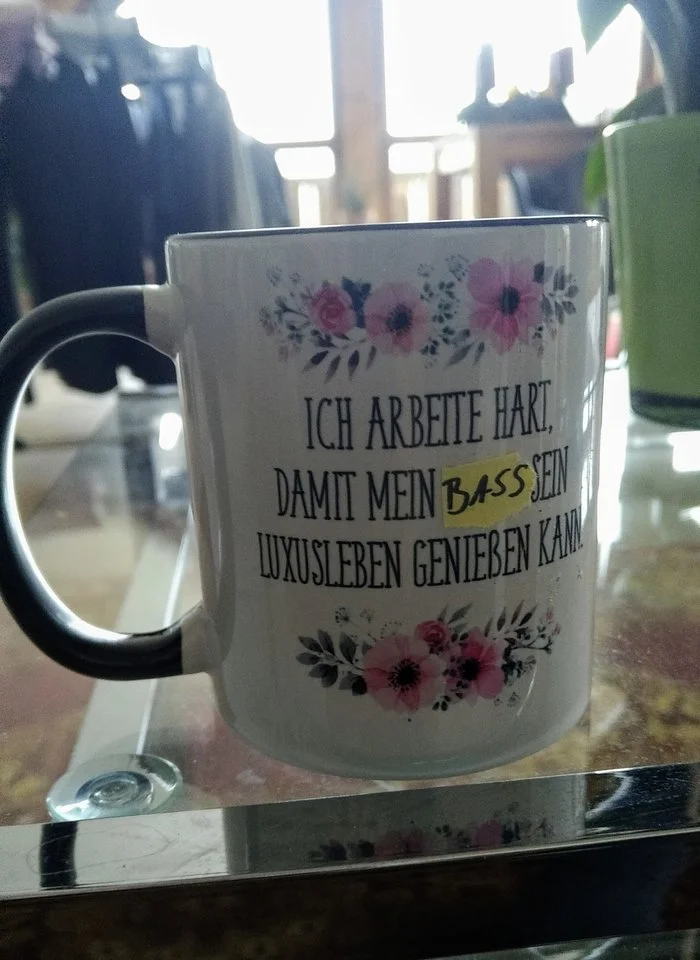 ICH ARBEITE HART,
DAMIT MEIN BASS SEIN
LUXUSLEBEN GENIEßEN KANN.